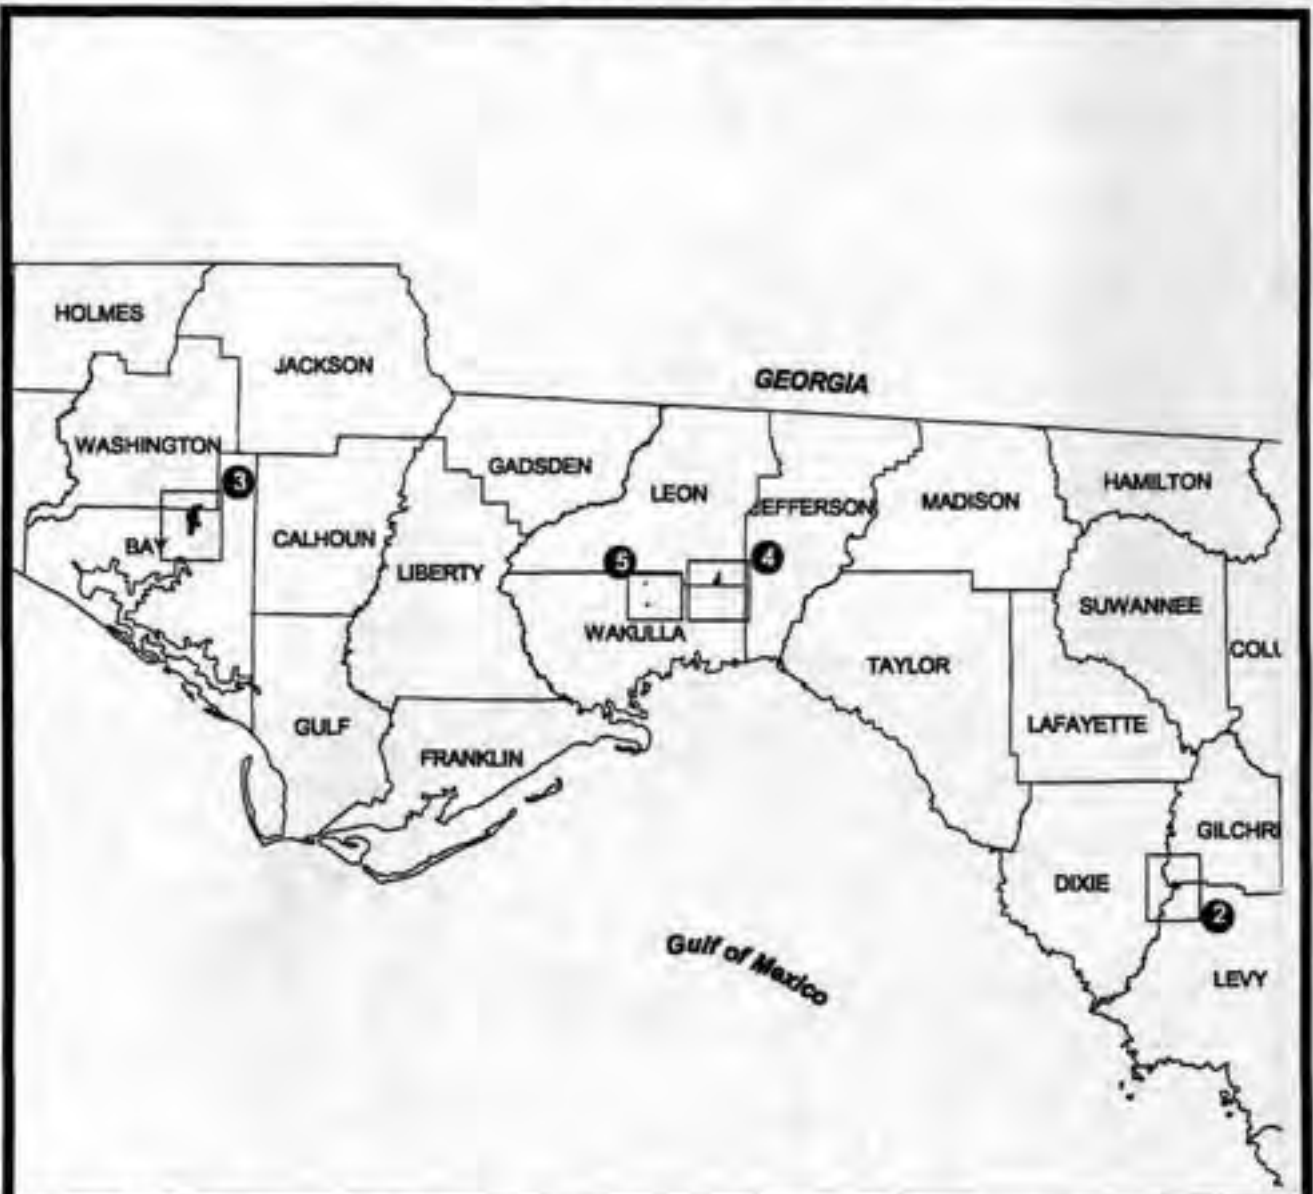 HOLMES
JACKSON
GEORGIA
WASHINGTON
GADSDEN
HAMILTON
3
LEON
MADISON
JEFFERSON
CALHOUN
BAY
5
4
LIBERTY
SUWANNEE
WAKULLA
COLU
TAYLOR
GULF
LAFAYETTE
FRANKLIN
GILCHRI
DIXIE
2
Gulf of Mexico
LEVY